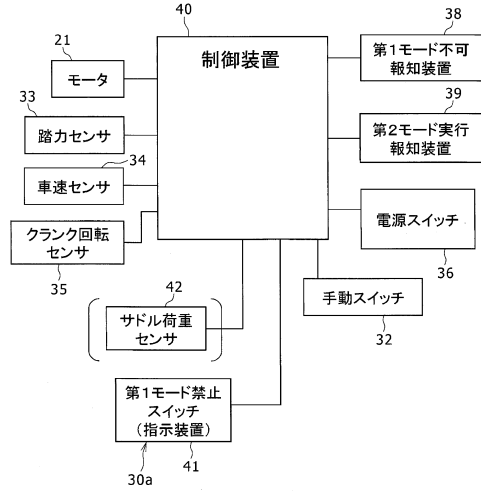 40
制御装置
21
モータ
33
踏力センサ
34
車速センサ
クランク回転
センサ
35
38
第1モード不可
報知装置
39
第2モード実行
報知装置
電源スイッチ
36
手動スイッチ
32
42
サドル荷重
センサ
第1モード禁止
スイッチ
(指示装置)
30a
41